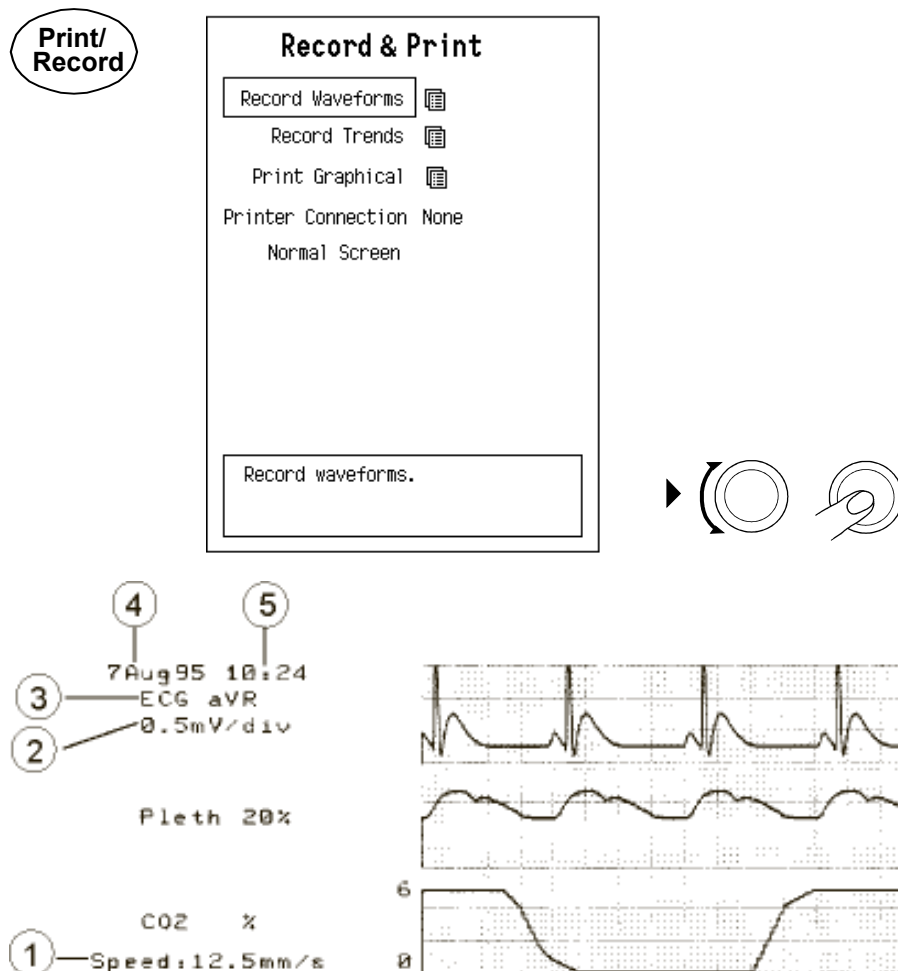 Print/
Record
Record & Print
Record Waveforms
Record Trends
Print Graphical
Printer Connection None
Normal Screen
Record waveforms.
4 5
7Aug95 10:24
3 ECG aVR
2 0.5mV/div
Pleth 20%
6
CO2 %
1 Speed:12.5mm/s 0